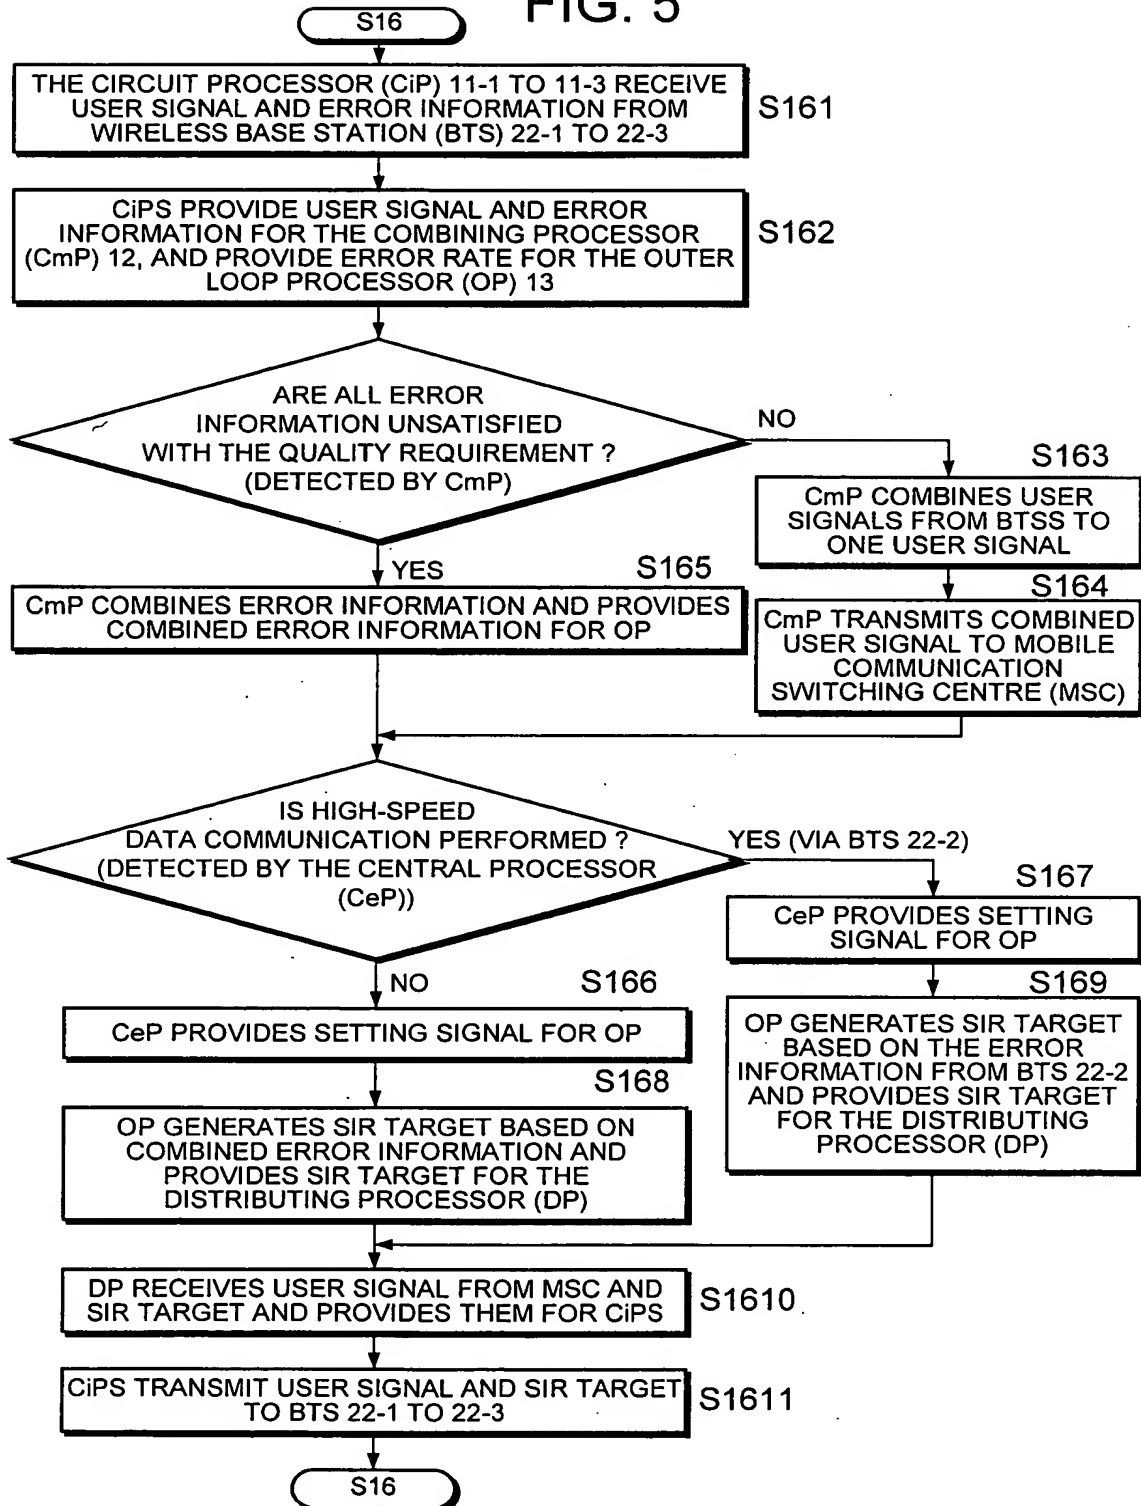 FIG. 5
S16
THE CIRCUIT PROCESSOR (CiP) 11-1 TO 11-3 RECEIVE
USER SIGNAL AND ERROR INFORMATION FROM
WIRELESS BASE STATION (BTS) 22-1 TO 22-3
S161
CiPS PROVIDE USER SIGNAL AND ERROR
INFORMATION FOR THE COMBINING PROCESSOR
(CmP) 12, AND PROVIDE ERROR RATE FOR THE OUTER
LOOP PROCESSOR (OP) 13
S162
ARE ALL ERROR
INFORMATION UNSATISFIED
WITH THE QUALITY REQUIREMENT ?
(DETECTED BY CmP)
NO
S163
CmP COMBINES USER
SIGNALS FROM BTSS TO
ONE USER SIGNAL
YES
S165
CmP COMBINES ERROR INFORMATION AND PROVIDES
COMBINED ERROR INFORMATION FOR OP
S164
CmP TRANSMITS COMBINED
USER SIGNAL TO MOBILE
COMMUNICATION
SWITCHING CENTRE (MSC)
IS HIGH-SPEED
DATA COMMUNICATION PERFORMED ?
(DETECTED BY THE CENTRAL PROCESSOR
(CeP))
YES (VIA BTS 22-2)
S167
CeP PROVIDES SETTING
SIGNAL FOR OP
NO
S166
CeP PROVIDES SETTING SIGNAL FOR OP
S169
OP GENERATES SIR TARGET
BASED ON THE ERROR
INFORMATION FROM BTS 22-2
AND PROVIDES SIR TARGET
FOR THE DISTRIBUTING
PROCESSOR (DP)
S168
OP GENERATES SIR TARGET BASED ON
COMBINED ERROR INFORMATION AND
PROVIDES SIR TARGET FOR THE
DISTRIBUTING PROCESSOR (DP)
DP RECEIVES USER SIGNAL FROM MSC AND
SIR TARGET AND PROVIDES THEM FOR CiPS
S1610
CiPS TRANSMIT USER SIGNAL AND SIR TARGET
TO BTS 22-1 TO 22-3
S1611
S16